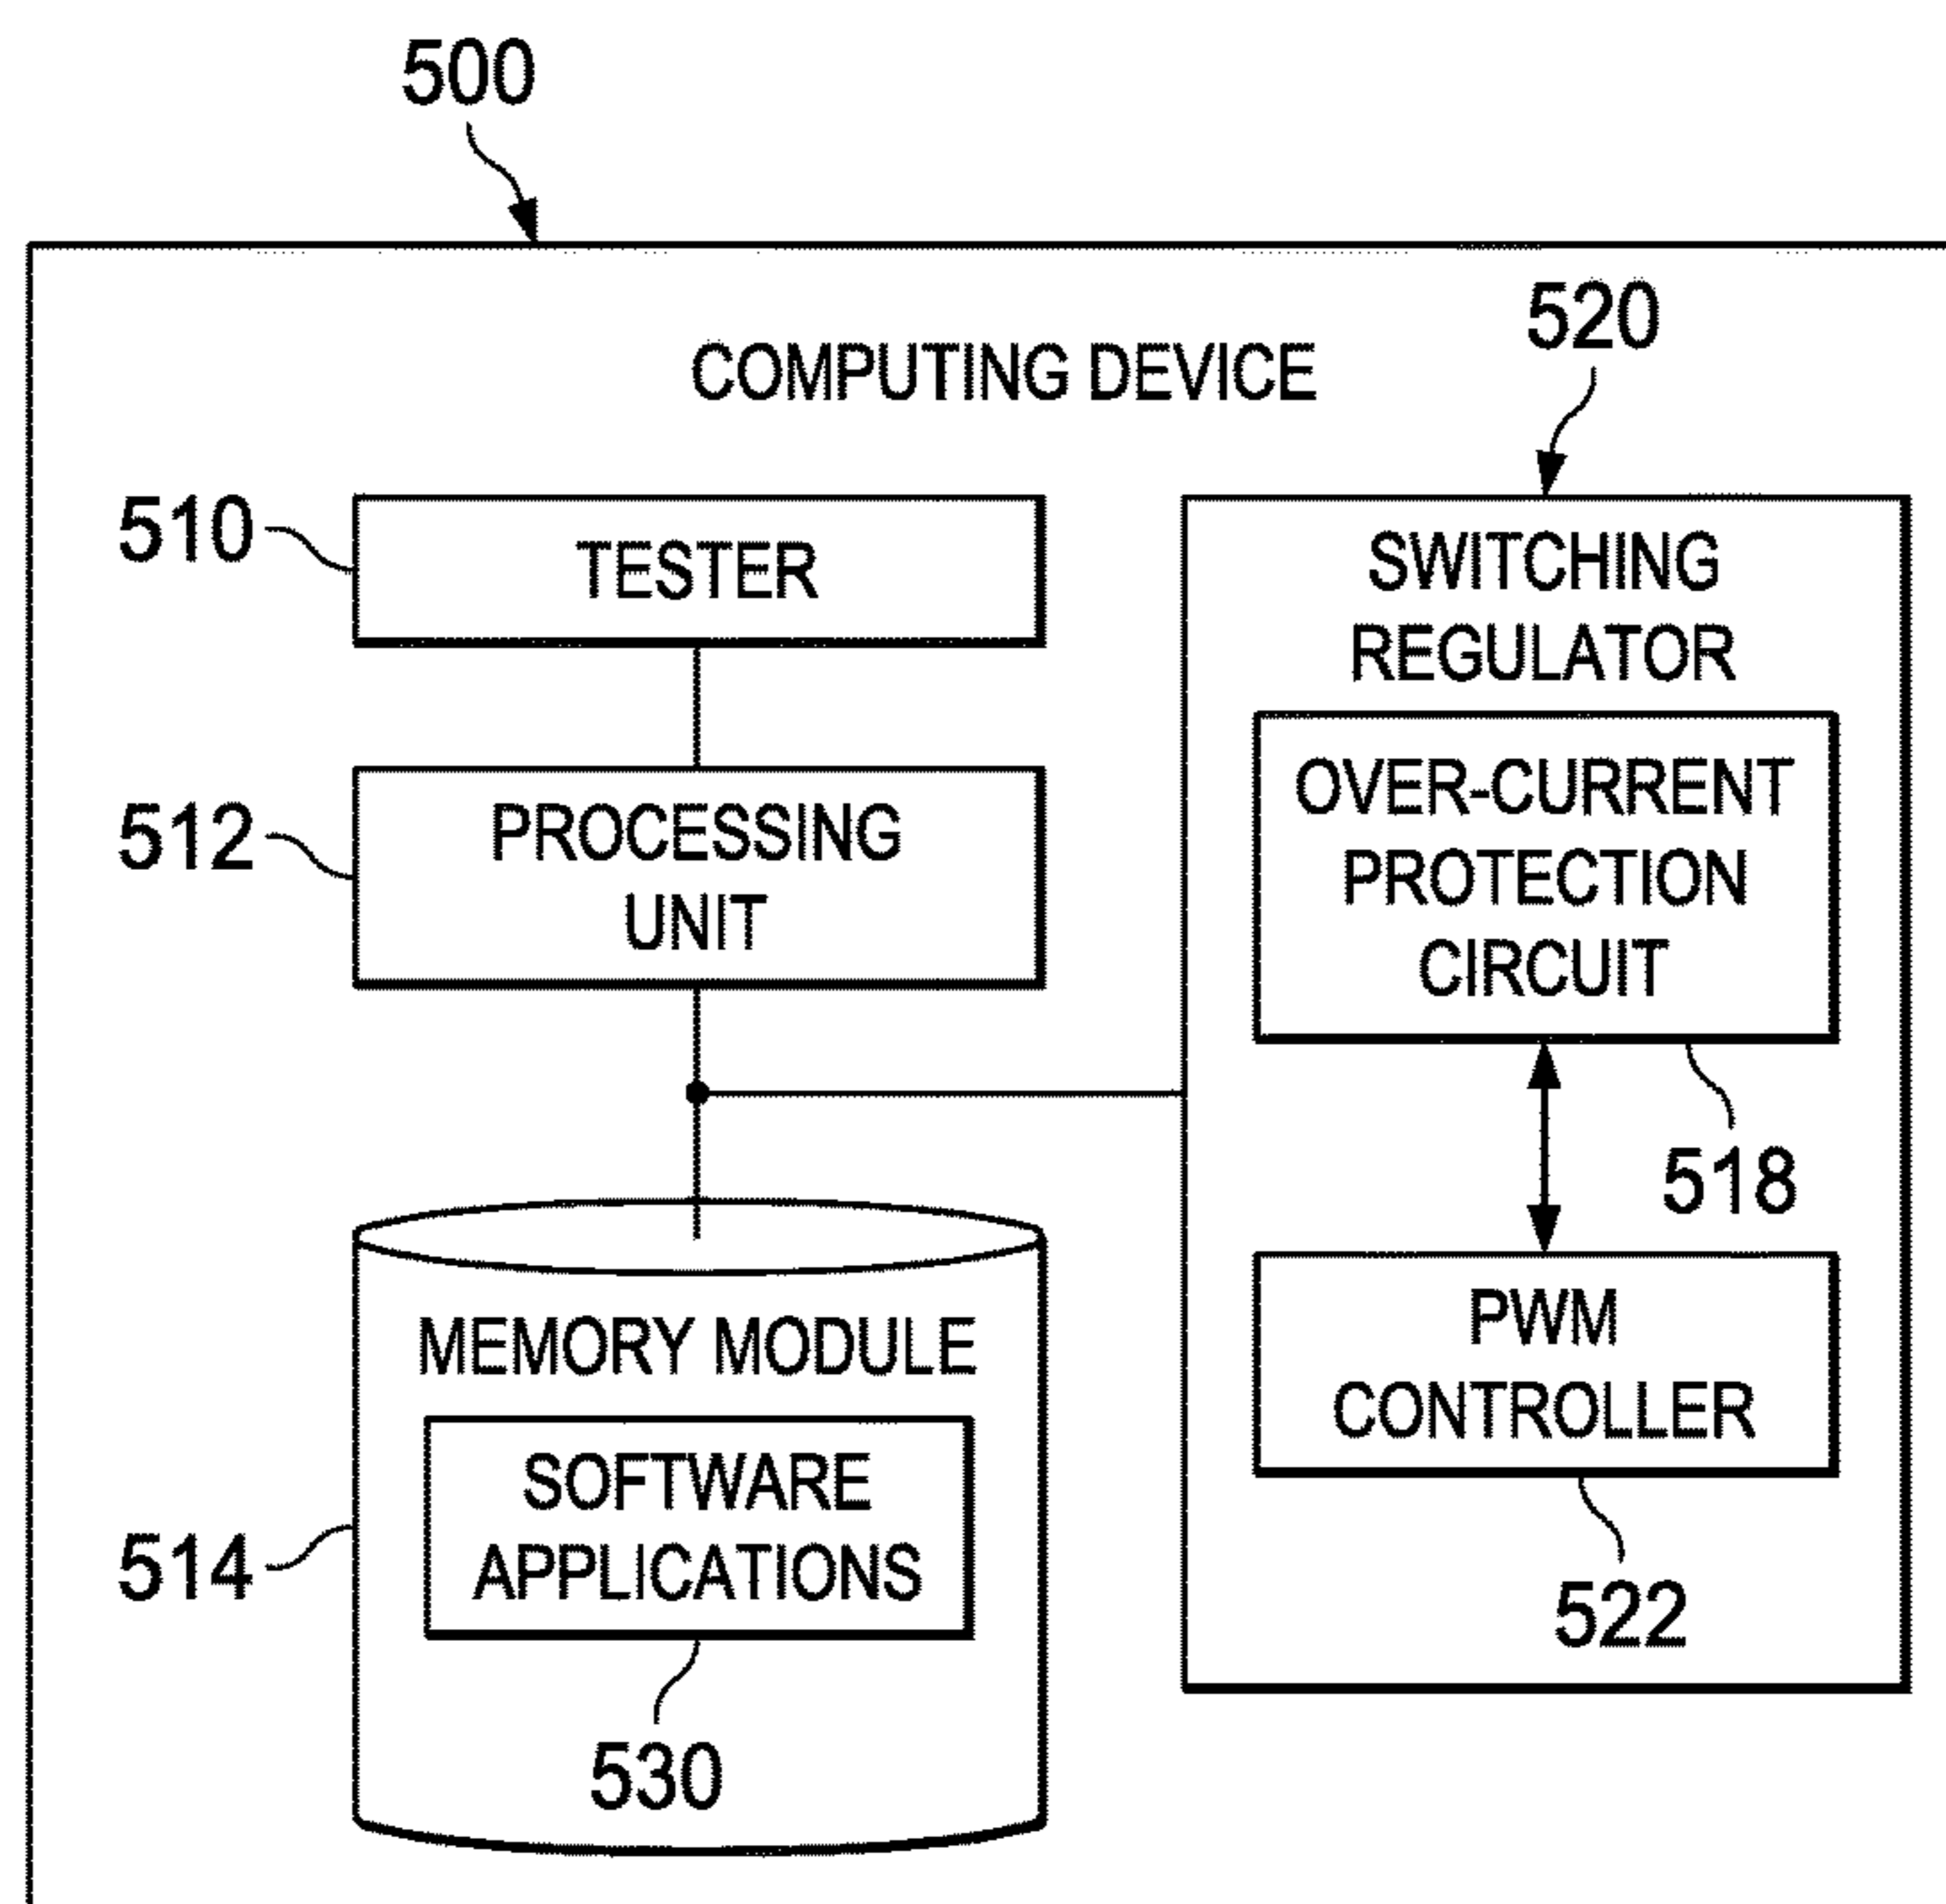 500
COMPUTING DEVICE
520
510
TESTER
512
PROCESSING
UNIT
SWITCHING
REGULATOR
OVER-CURRENT
PROTECTION
CIRCUIT
518
PWM
CONTROLLER
522
MEMORY MODULE
SOFTWARE
APPLICATIONS
514
530